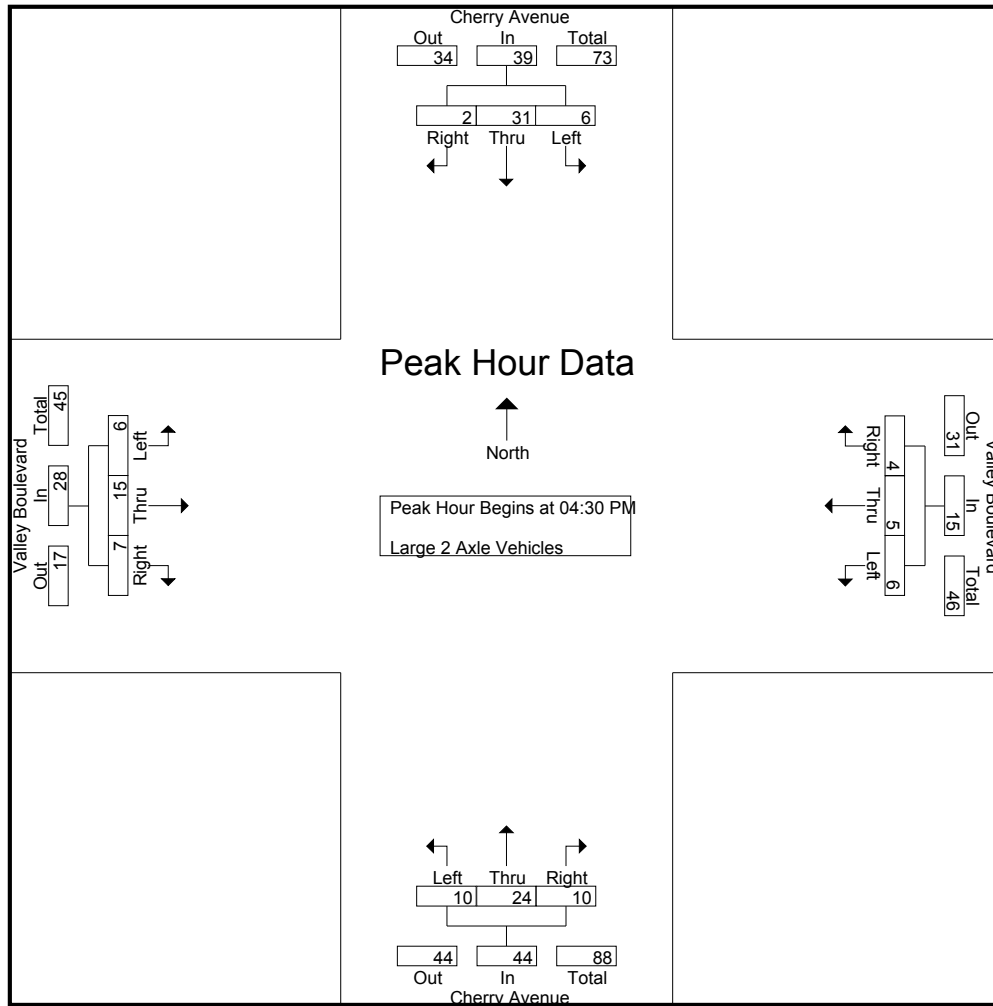 Cherry Avenue
Out In Total
34 39 73
2 31 6
Right Thru Left
Peak Hour Data
North
Peak Hour Begins at 04:30 PM
Large 2 Axle Vehicles
Valley Boulevard
Total In Out
45 28 17
6 15 7
Left Thru Right
Valley Boulevard
Out In Total
31 15 46
4 5 6
Right Thru Left
Left Thru Right
10 24 10
44 44 88
Out In Total
Cherry Avenue